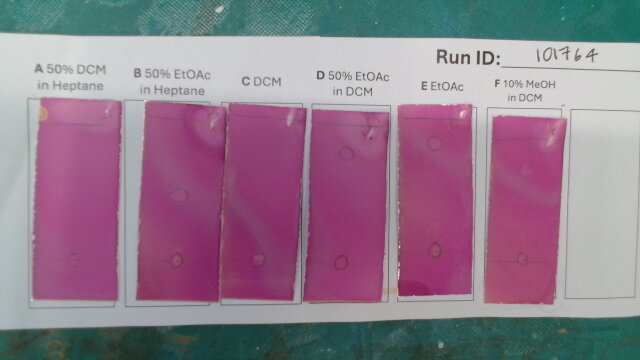 Run ID: 101764
A 50% DCM
in Heptane
B 50% EtOAc
in Heptane
C DCM
D 50% EtOAc
in DCM
E EtOAc
F 10% MeOH
in DCM